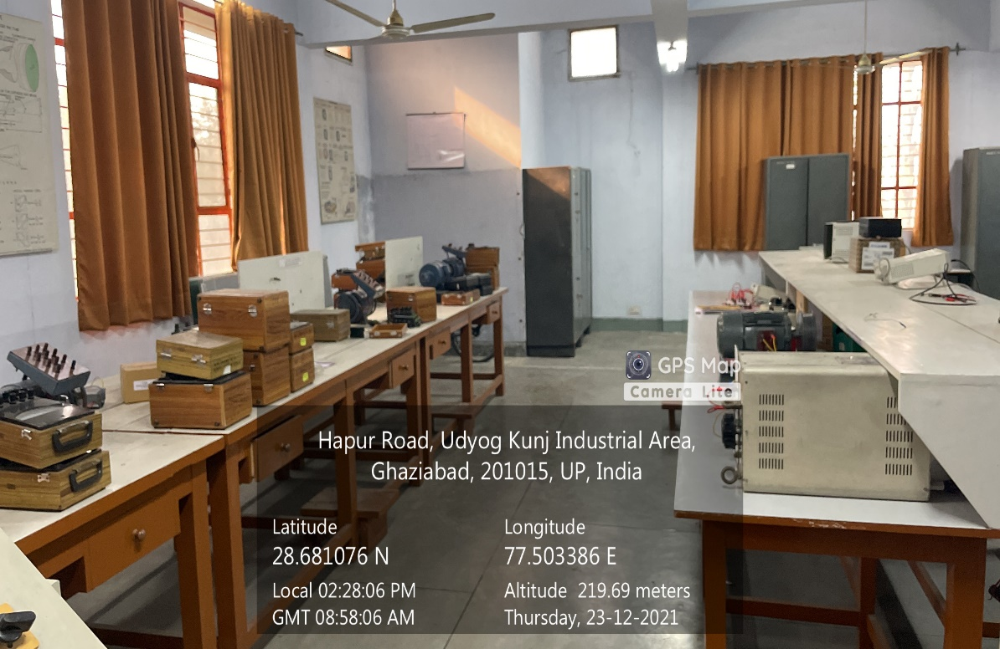 GPS Map
Camera Lite
Hapur Road, Udyog Kunj Industrial Area,
Ghaziabad, 201015, UP, India
Latitude
Longitude
28.681076 N
77.503386 E
Local 02:28:06 PM
Altitude 219.69 meters
GMT 08:58:06 AM
Thursday, 23-12-2021